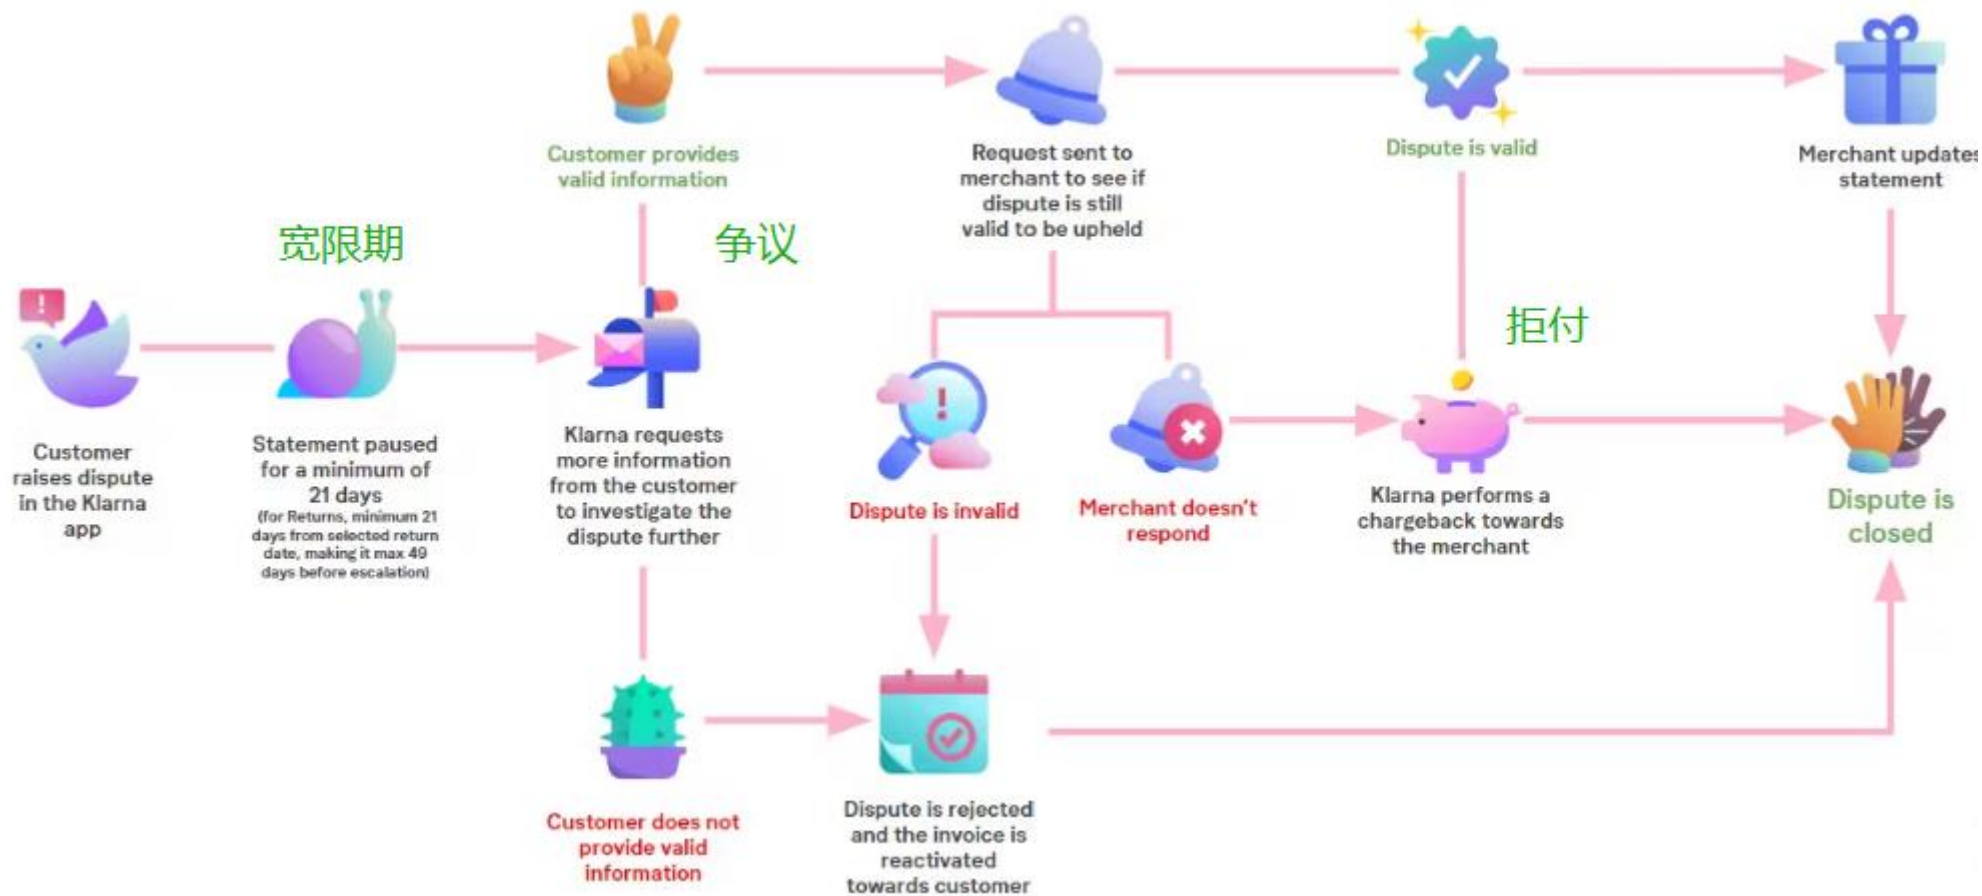 Customer provides
valid information
Request sent to
merchant to see if
dispute is still
valid to be upheld
Dispute is valid
Merchant updates
statement
宽限期
争议
拒付
!
Customer
raises dispute
in the Klarna
app
Statement paused
for a minimum of
21 days
(for Returns, minimum 21
days from selected return
date, making it max 49
days before escalation)
Klarna requests
more information
from the customer
to investigate the
dispute further
!
Dispute is invalid
Merchant doesn't
respond
Klarna performs a
chargeback towards
the merchant
Dispute is
closed
Customer does not
provide valid
information
Dispute is rejected
and the invoice is
reactivated
towards customer